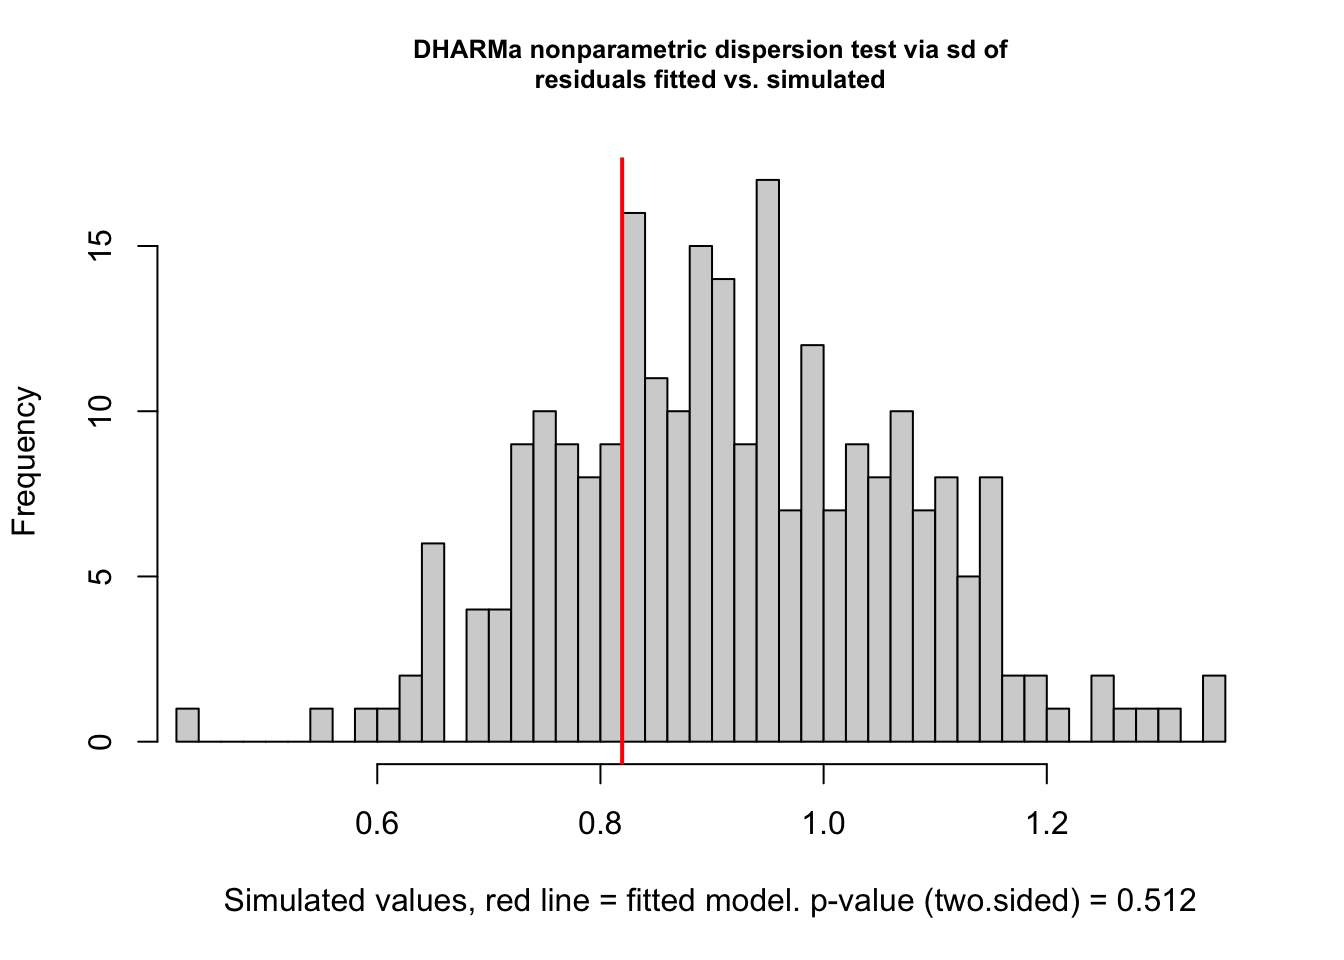 DHARMa nonparametric dispersion test via sd of
residuals fitted vs. simulated
Frequency
15
10
5
0
0.6 0.8 1.0 1.2
Simulated values, red line = fitted model. p-value (two.sided) = 0.512